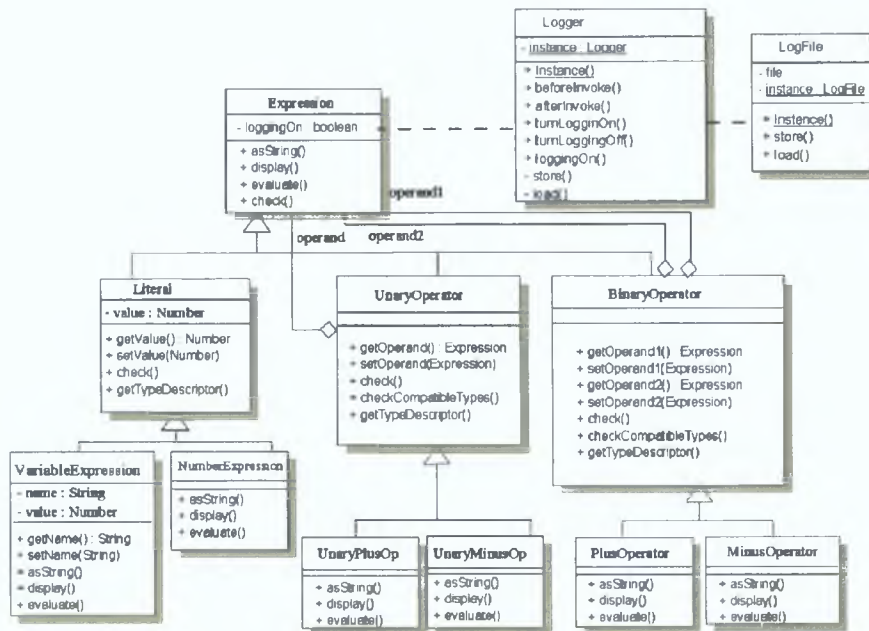 Logger
- instance Logger
+ Instance()
+ beforeInvoke()
+ afterInvoke()
+ turnLogginOn()
+ turnLoggingOff()
+ loggingOn()
- store()
- load()
LogFile
- file
- instance LogFile
+ Instance()
+ store()
+ load()
Expression
- loggingOn boolean
+ asString()
+ display()
+ evaluate()
+ check()
operand1
operand
operand2
Literal
- value : Number
+ getValue() : Number
+ setValue(Number)
+ check()
+ getTypeDescriptor()
UnaryOperator
+ getOperand() : Expression
+ setOperand(Expression)
+ check()
+ checkCompatibleTypes()
+ getTypeDescriptor()
BinaryOperator
+ getOperand1() Expression
+ setOperand1(Expression)
+ getOperand2() Expression
+ setOperand2(Expression)
+ check()
+ checkCompatibleTypes()
+ getTypeDescriptor()
VariableExpression
- name : String
- value : Number
+ getName() : String
+ setName(String)
+ asString()
+ display()
+ evaluate()
NumberExpression
+ asString()
+ display()
+ evaluate()
UnaryPlusOp
+ asString()
+ display()
+ evaluate()
UnaryMinusOp
+ asString()
+ display()
+ evaluate()
PlusOperator
+ asString()
+ display()
+ evaluate()
MinusOperator
+ asString()
+ display()
+ evaluate()